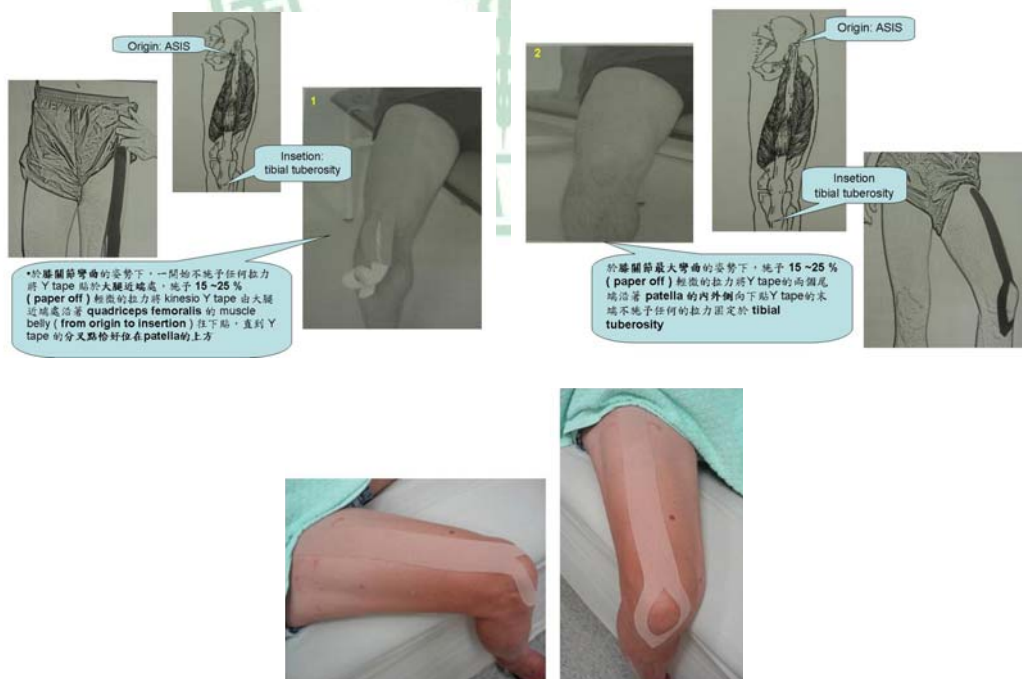 Origin: ASIS
1
Insetion:
tibial tuberosity
•於膝關節彎曲的姿勢下，一開始不施予任何拉力
將 Y tape 貼於大腿近端處，施予 15 ~25 %
( paper off ) 輕微的拉力將 kinesio Y tape 由大腿
近端處沿著 quadriceps femoralis 的 muscle
belly ( from origin to insertion ) 往下貼，直到 Y
tape 的分叉點恰好位在patella的上方
2
Origin: ASIS
Insetion
tibial tuberosity
於膝關節最大彎曲的姿勢下，施予 15 ~25 %
( paper off ) 輕微的拉力將Y tape的兩個尾
端沿著 patella 的內外側向下貼Y tape的末
端不施予任何的拉力固定於 tibial
tuberosity